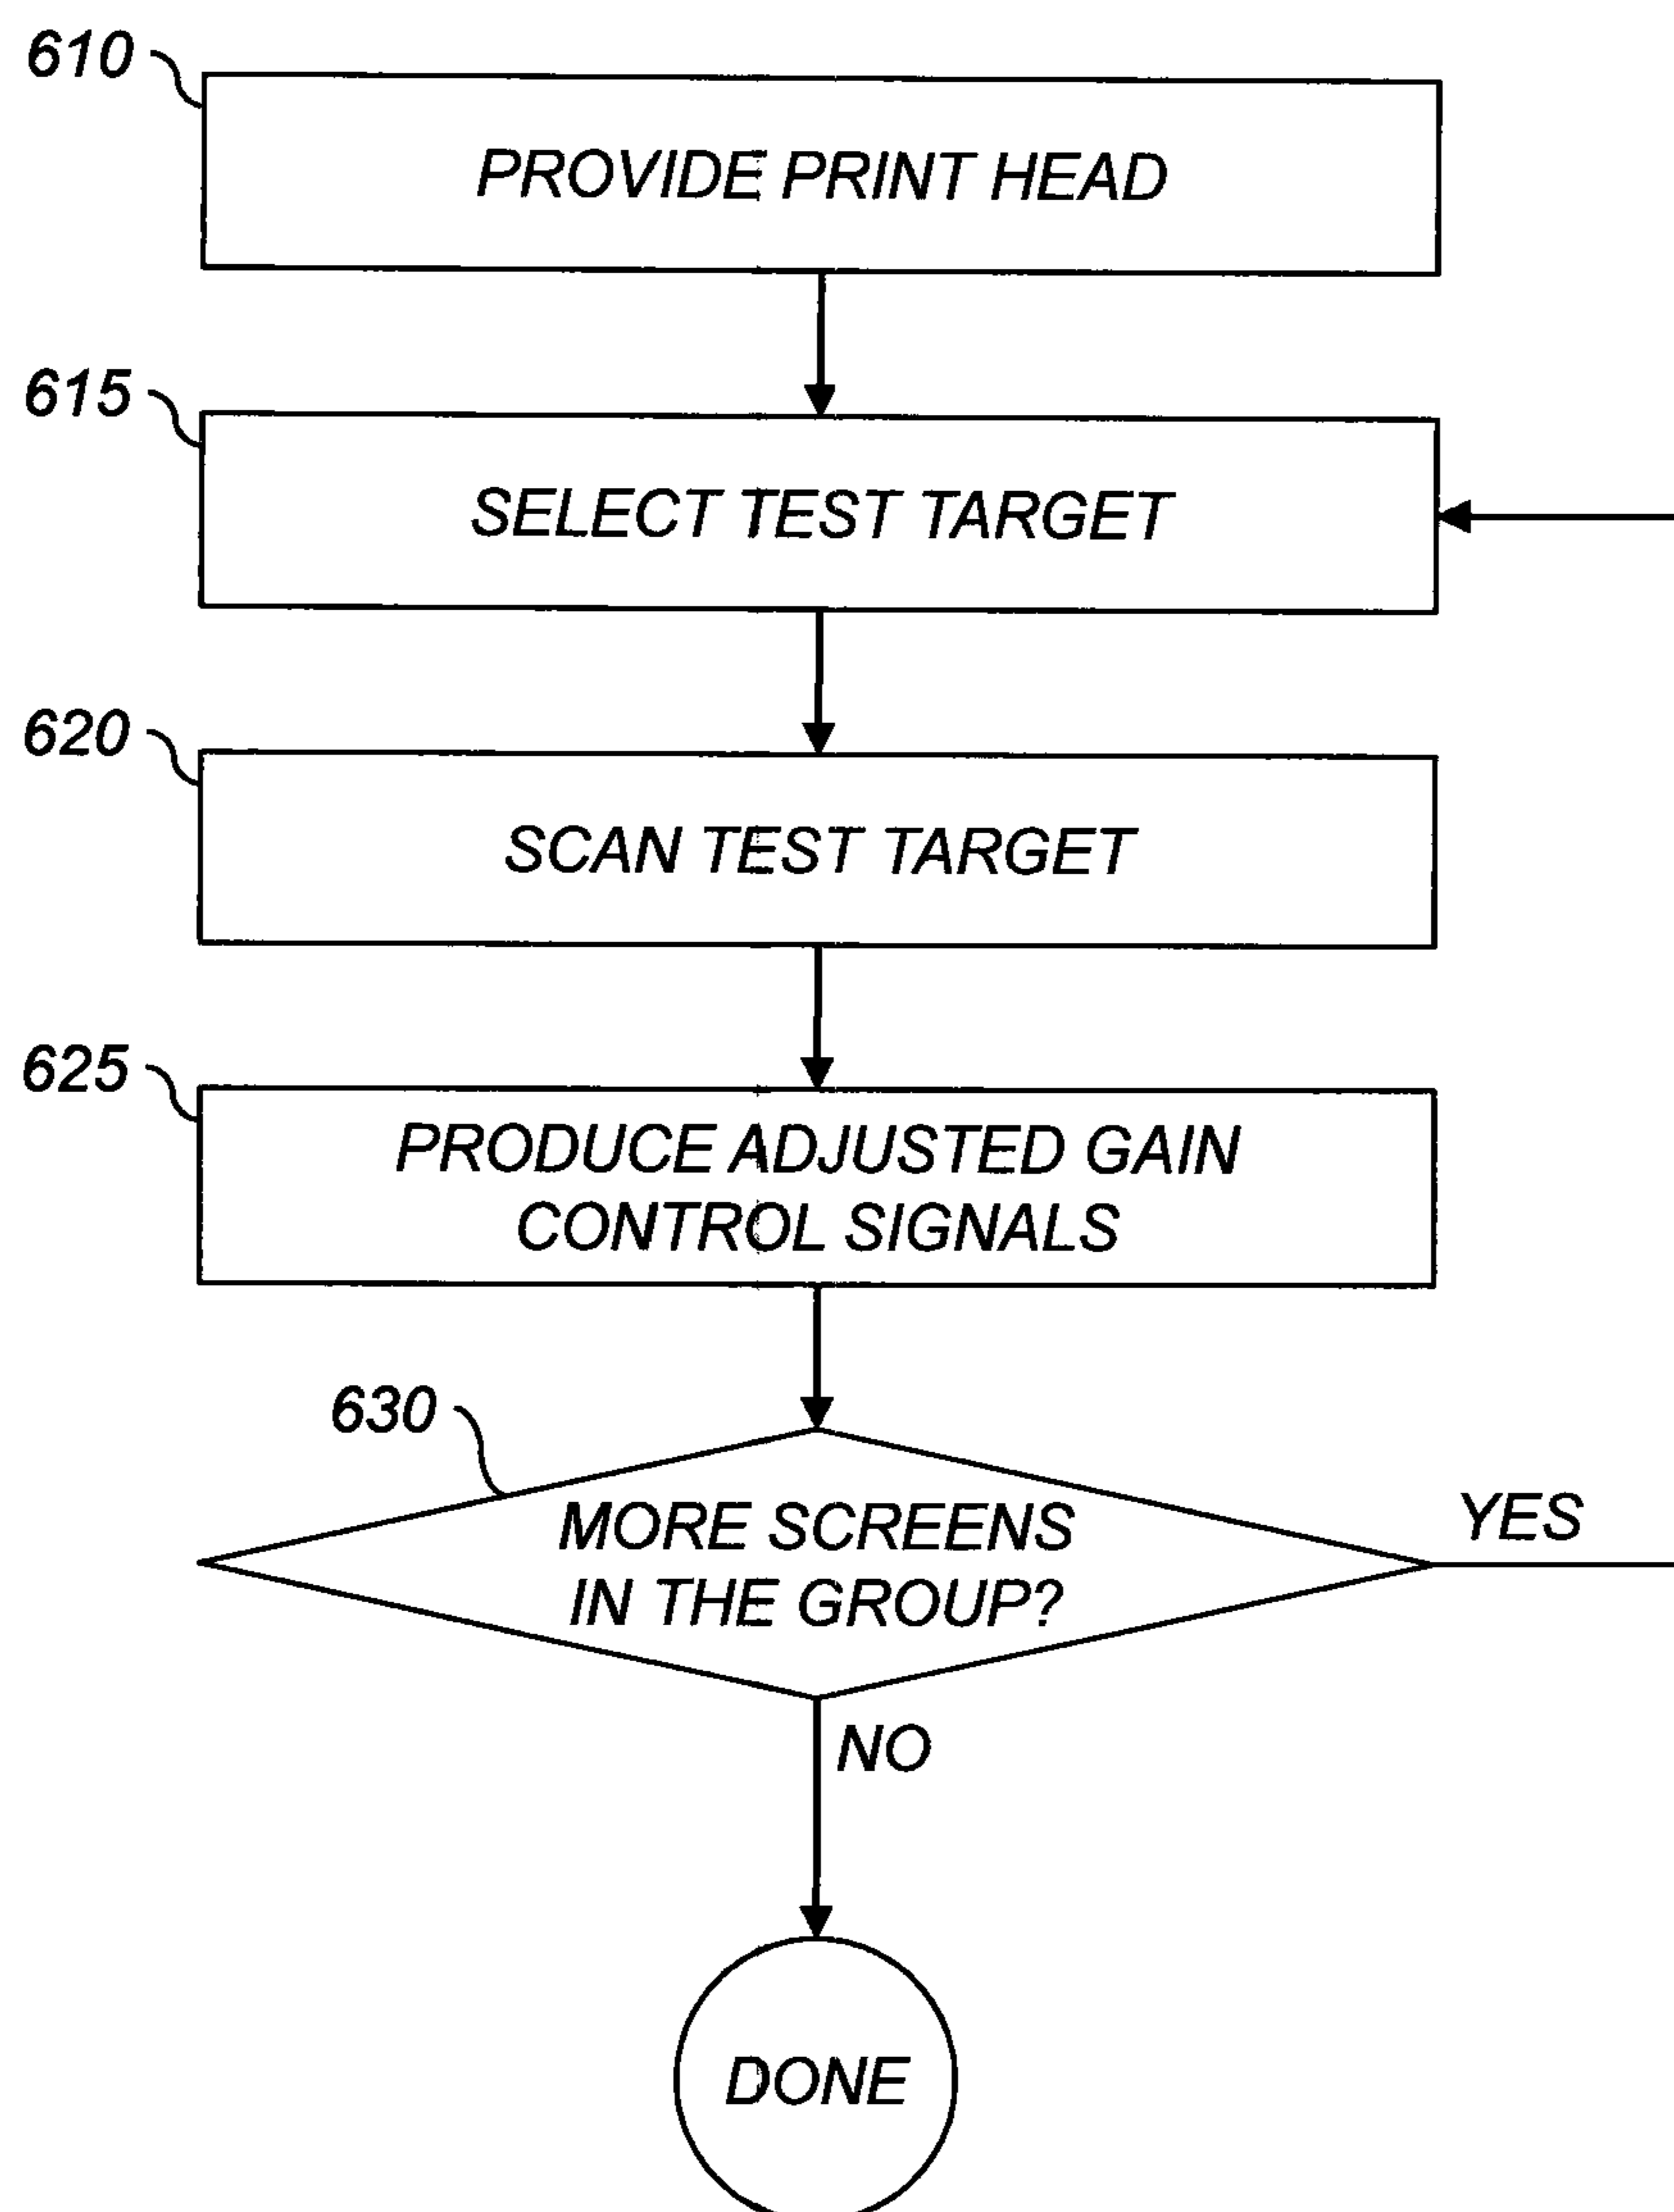 610
PROVIDE PRINT HEAD
615
SELECT TEST TARGET
620
SCAN TEST TARGET
625
PRODUCE ADJUSTED GAIN
CONTROL SIGNALS
630
MORE SCREENS
IN THE GROUP?
YES
NO
DONE